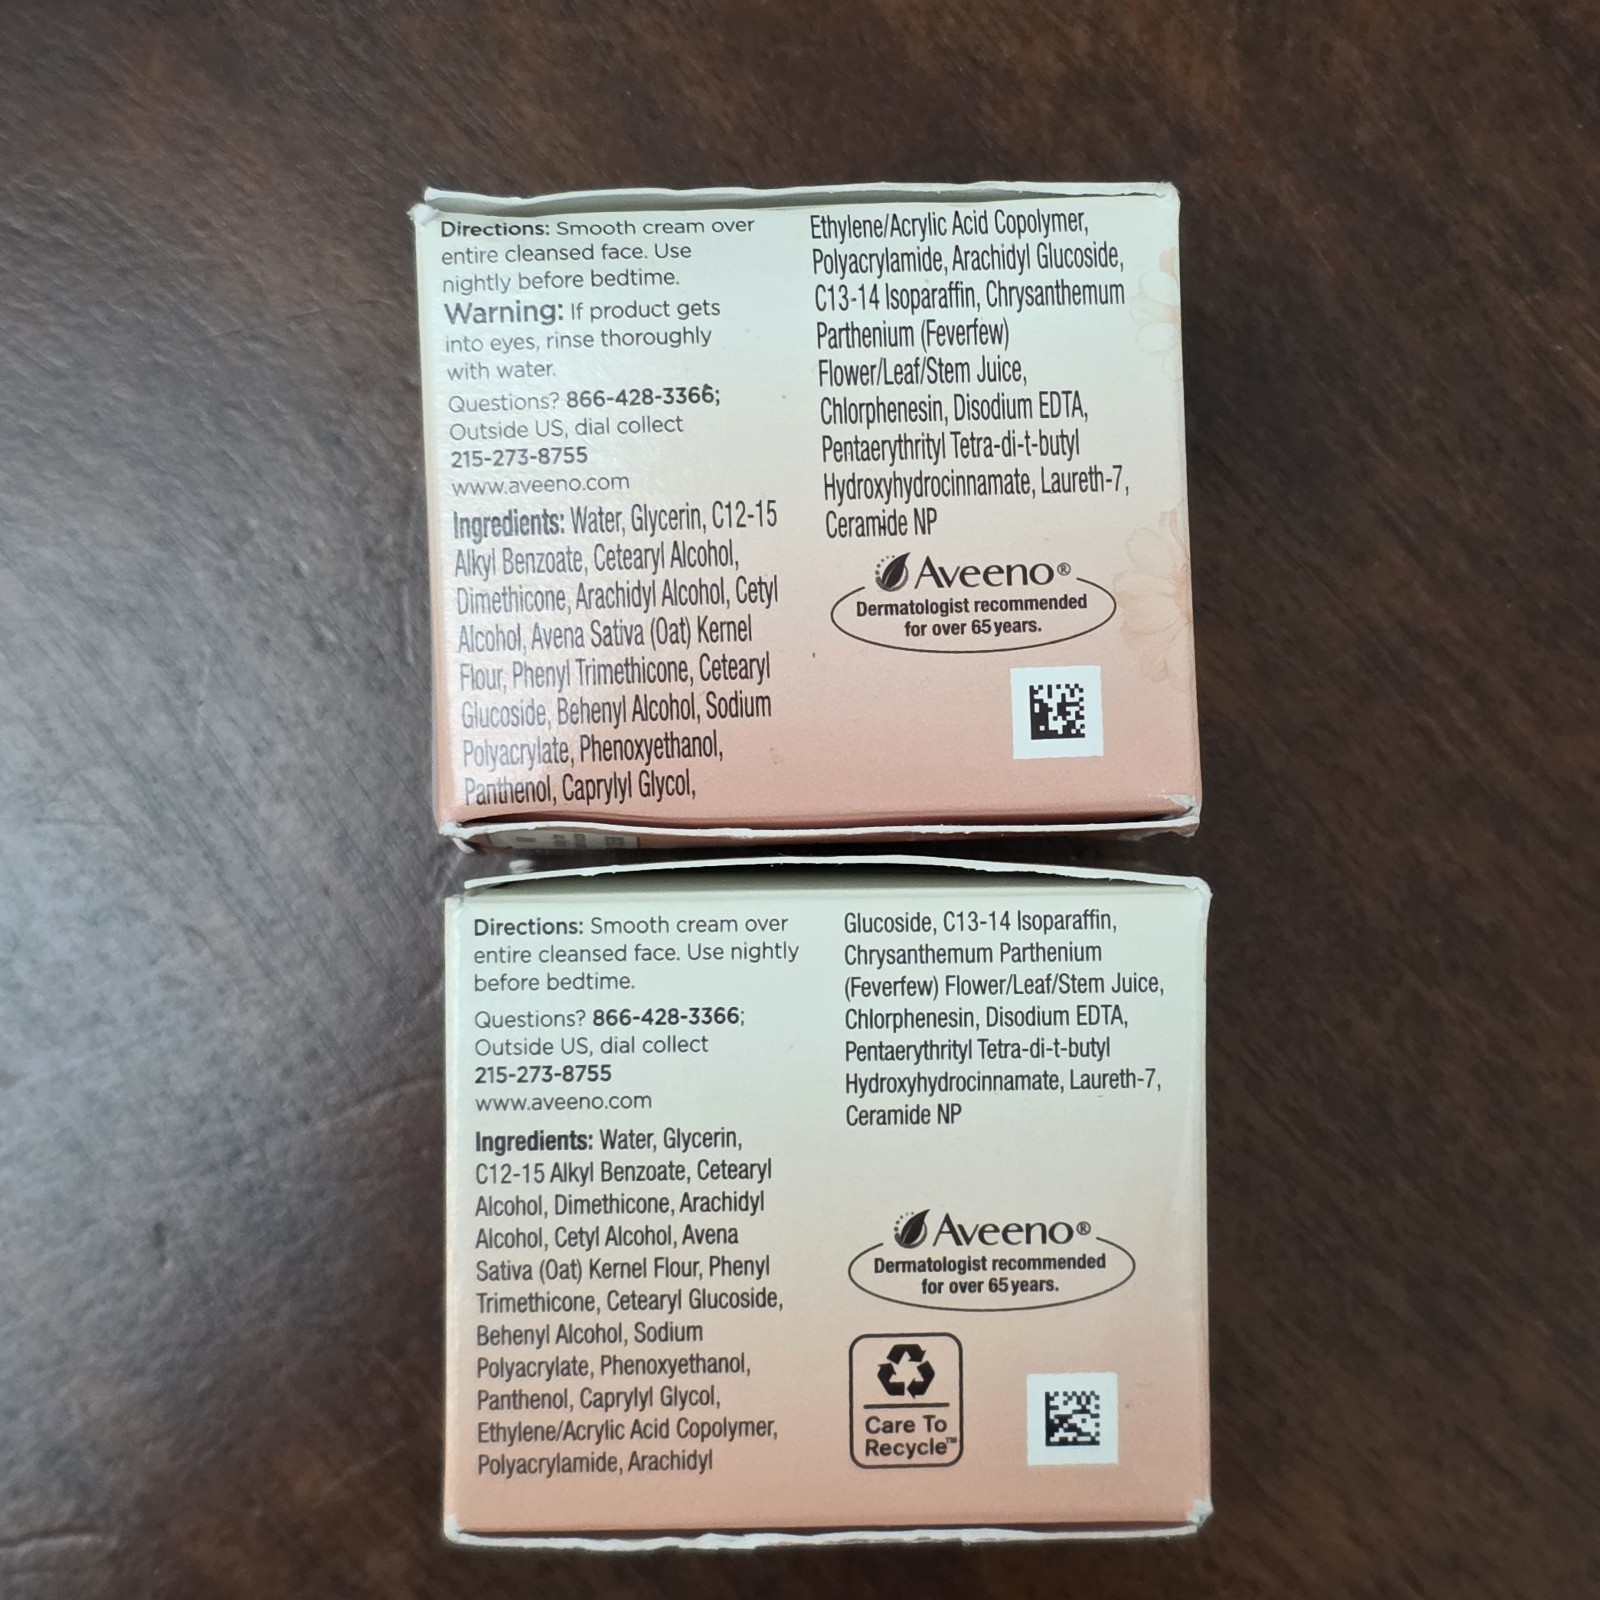 Directions: Smooth cream over
entire cleansed face. Use
nightly before bedtime.
Warning: If product gets
into eyes, rinse thoroughly
with water.
Questions? 866-428-3366;
Outside US, dial collect
215-273-8755
www.aveeno.com
Ingredients: Water, Glycerin, C12-15
Alkyl Benzoate, Cetearyl Alcohol,
Dimethicone, Arachidyl Alcohol, Cetyl
Alcohol, Avena Sativa (Oat) Kernel
Flour, Phenyl Trimethicone, Cetearyl
Glucoside, Behenyl Alcohol, Sodium
Polyacrylate, Phenoxyethanol,
Panthenol, Caprylyl Glycol,
Ethylene/Acrylic Acid Copolymer,
Polyacrylamide, Arachidyl Glucoside,
C13-14 Isoparaffin, Chrysanthemum
Parthenium (Feverfew)
Flower/Leaf/Stem Juice,
Chlorphenesin, Disodium EDTA,
Pentaerythrityl Tetra-di-t-butyl
Hydroxyhydrocinnamate, Laureth-7,
Ceramide NP
Aveeno®
Dermatologist recommended
for over 65 years.
Directions: Smooth cream over
entire cleansed face. Use nightly
before bedtime.
Questions? 866-428-3366;
Outside US, dial collect
215-273-8755
www.aveeno.com
Ingredients: Water, Glycerin,
C12-15 Alkyl Benzoate, Cetearyl
Alcohol, Dimethicone, Arachidyl
Alcohol, Cetyl Alcohol, Avena
Sativa (Oat) Kernel Flour, Phenyl
Trimethicone, Cetearyl Glucoside,
Behenyl Alcohol, Sodium
Polyacrylate, Phenoxyethanol,
Panthenol, Caprylyl Glycol,
Ethylene/Acrylic Acid Copolymer,
Polyacrylamide, Arachidyl
Glucoside, C13-14 Isoparaffin,
Chrysanthemum Parthenium
(Feverfew) Flower/Leaf/Stem Juice,
Chlorphenesin, Disodium EDTA,
Pentaerythrityl Tetra-di-t-butyl
Hydroxyhydrocinnamate, Laureth-7,
Ceramide NP
Aveeno®
Dermatologist recommended
for over 65 years.
Care To
Recycle™